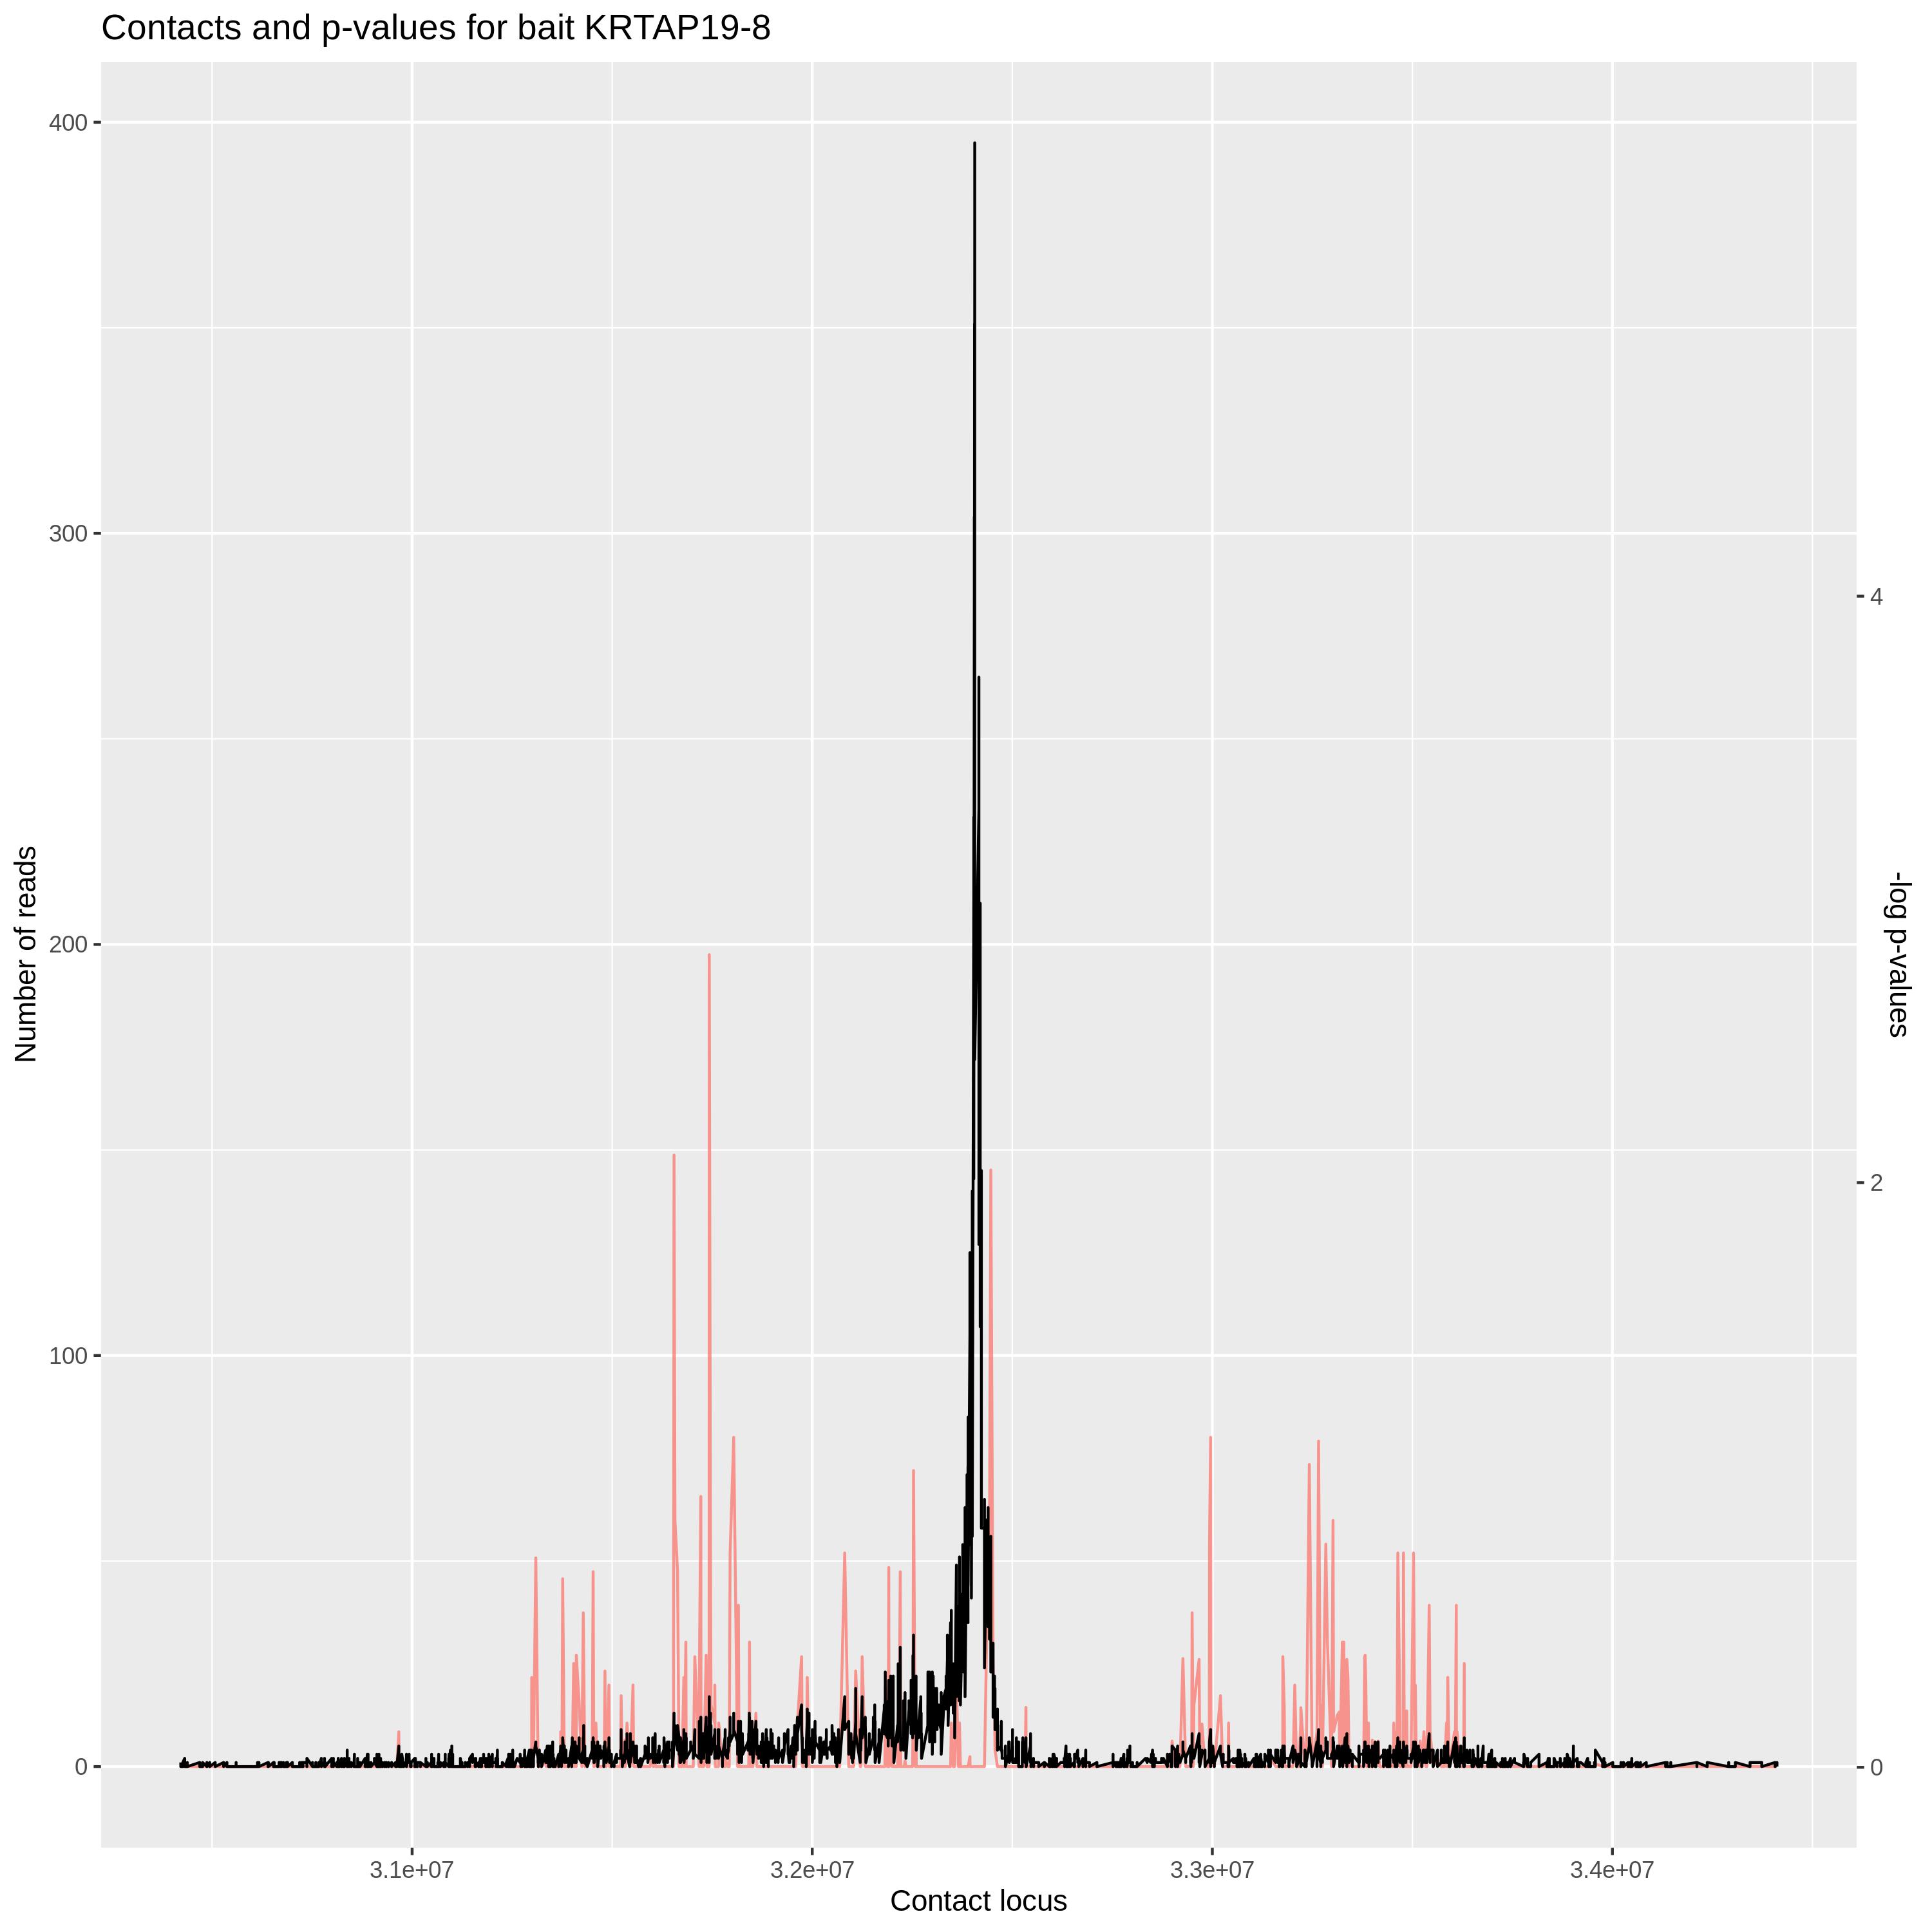 Contacts and p-values for bait KRTAP19-8
400
300
200
100
0
Number of reads
4
2
0
-log p-values
3.1e+07
3.2e+07
3.3e+07
3.4e+07
Contact locus